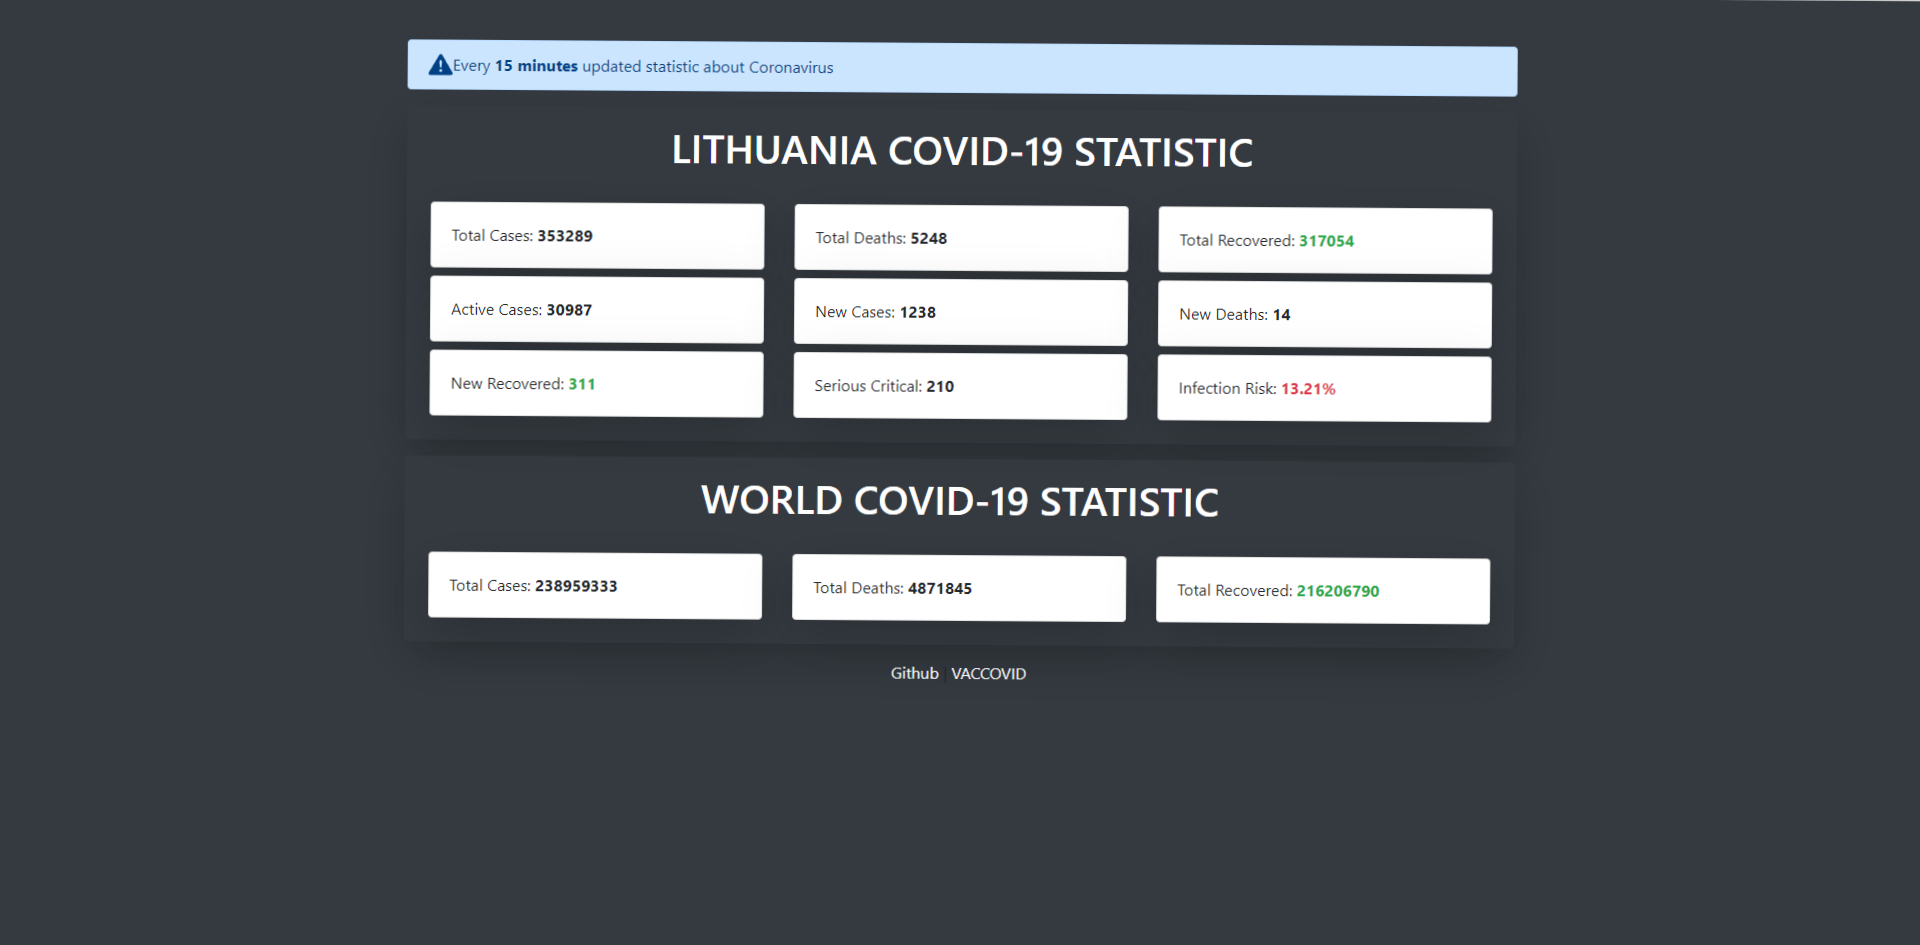 Every 15 minutes updated statistic about Coronavirus
LITHUANIA COVID-19 STATISTIC
Total Cases: 353289
Total Deaths: 5248
Total Recovered: 317054
Active Cases: 30987
New Cases: 1238
New Deaths: 14
New Recovered: 311
Serious Critical: 210
Infection Risk: 13.21%
WORLD COVID-19 STATISTIC
Total Cases: 238959333
Total Deaths: 4871845
Total Recovered: 216206790
Github | VACCOVID